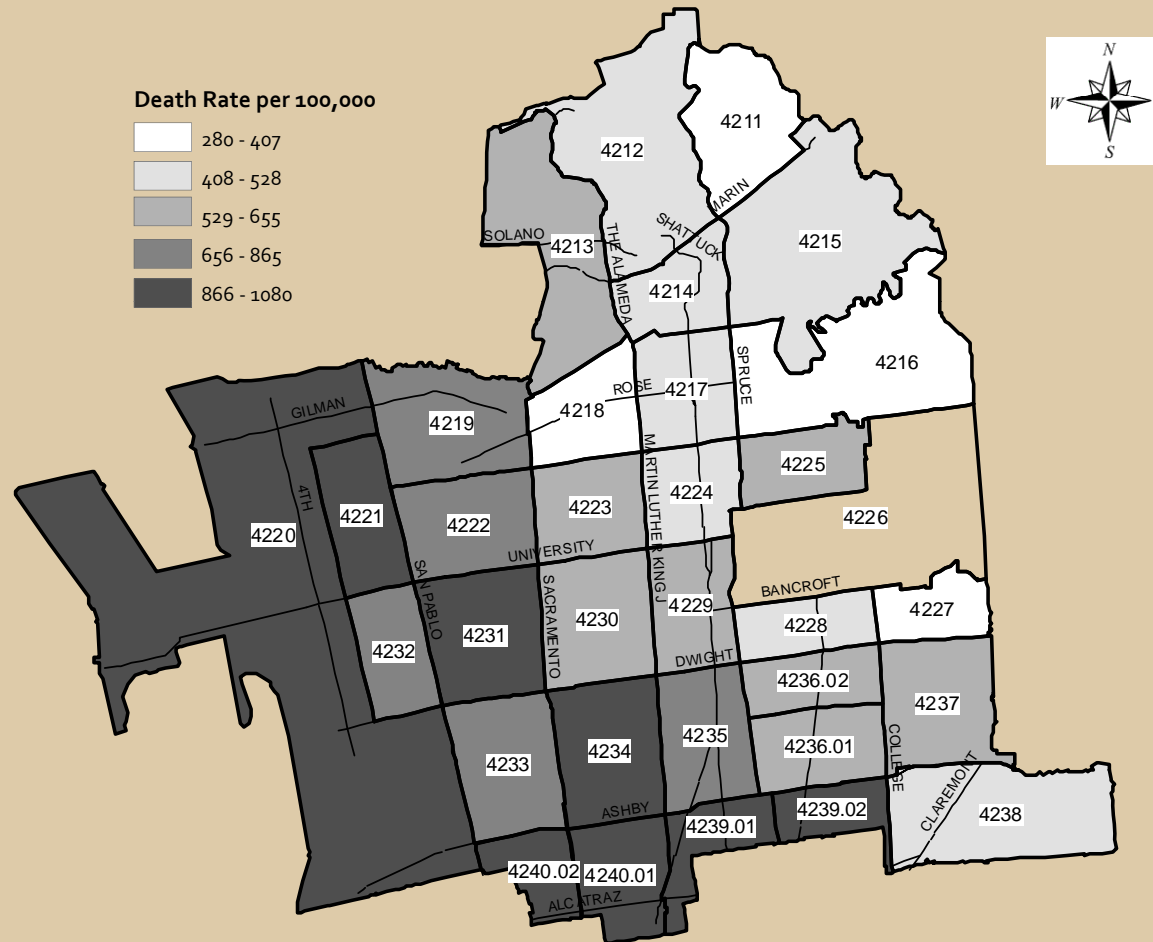 N
W
S
Death Rate per 100,000
280 - 407
408 - 528
529 - 655
656 - 865
866 - 1080
4211
4212
MARIN
SHATTUCK
SOLANO
4213
THE ALAMEDA
4215
4214
SPRUCE
4216
ROSE
4217
4218
GILMAN
4219
MARTIN LUTHER KING J
4225
4224
4TH
4221
4222
4223
4226
4220
UNIVERSITY
SAN PABLO
SACRAMENTO
BANCROFT
4229
4227
4230
4228
4231
4232
DWIGHT
4236.02
4237
4235
4236.01
4234
4233
COLLEGE
CLAREMONT
ASHBY
4239.02
4238
4239.01
4240.02
4240.01
ALCATRAZ